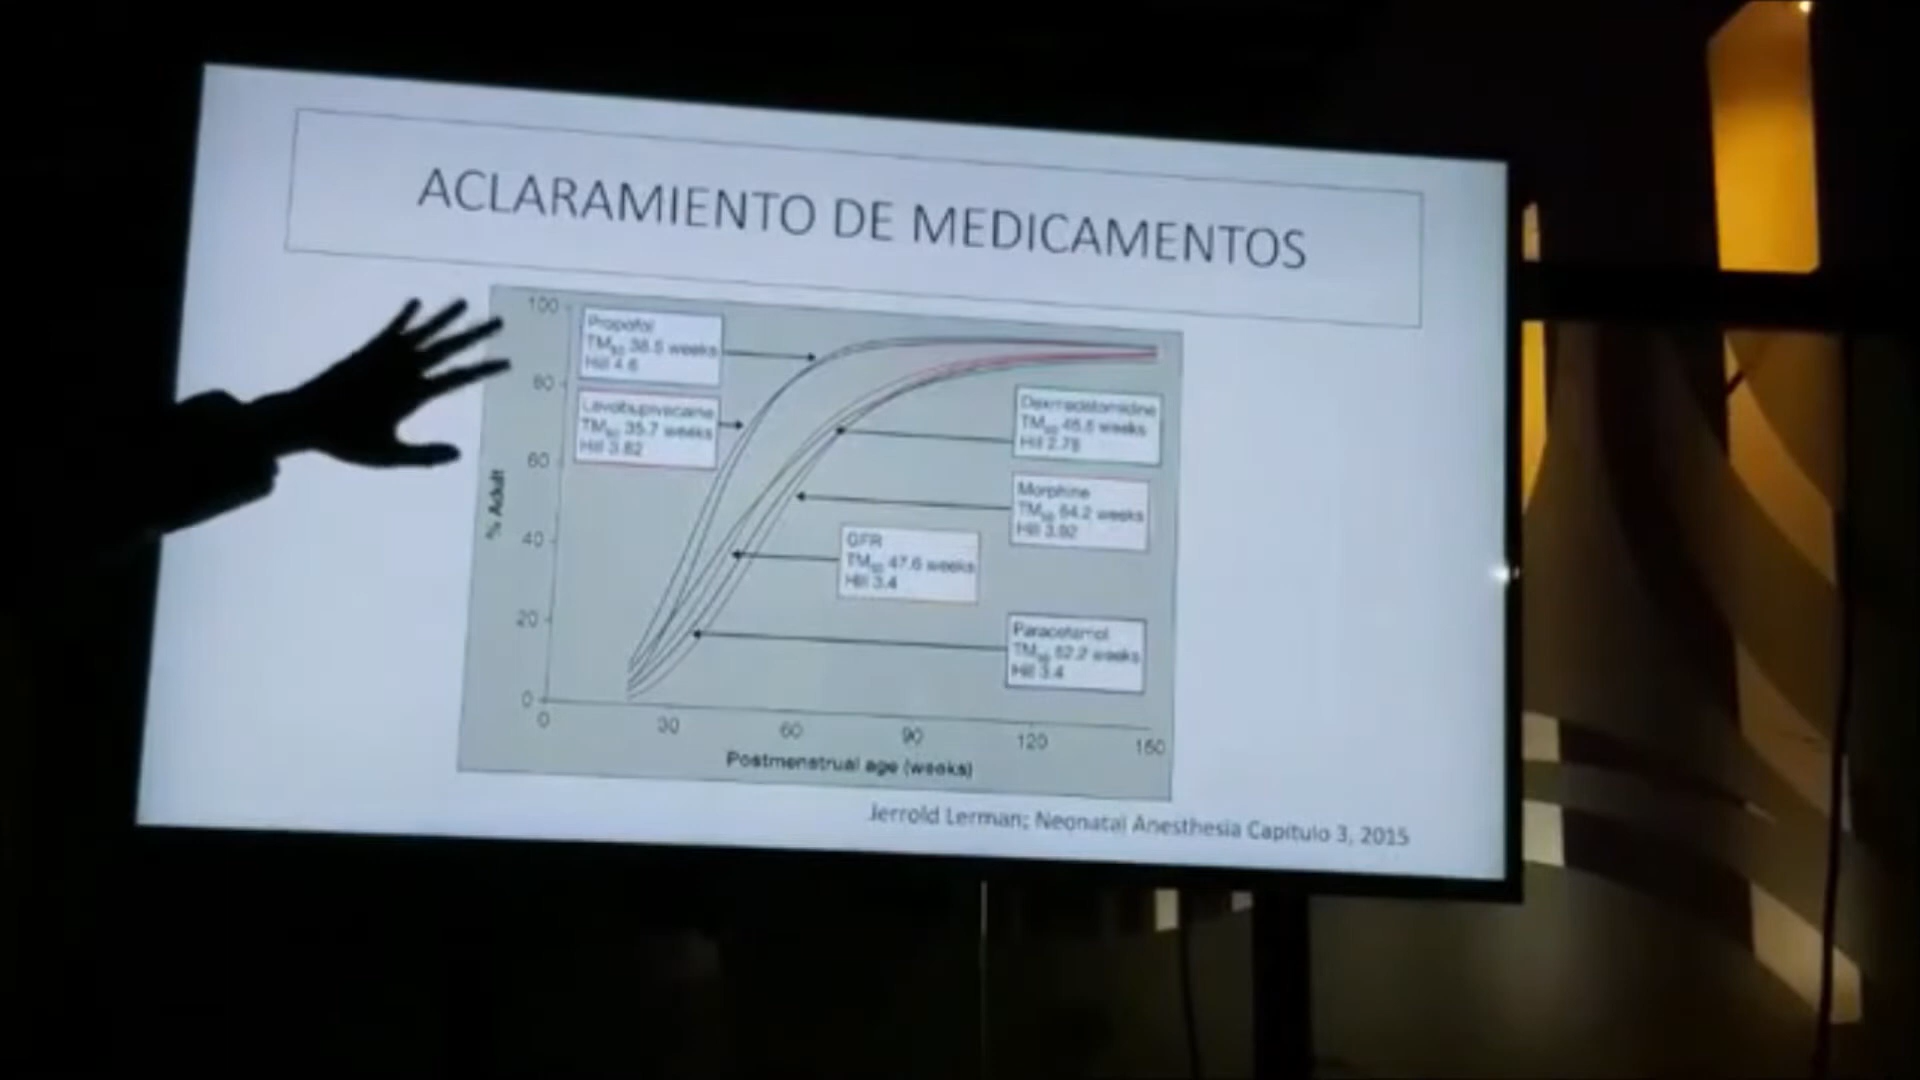 ACLARAMIENTO DE MEDICAMENTOS
100
80
60
40
20
0
% Adult
Propofol
TM50 38.5 weeks
Hill 4.6
Levobupivacaine
TM50 35.7 weeks
Hill 3.62
Dexmedetomidine
TM50 45.5 weeks
Hill 2.78
Morphine
TM50 54.2 weeks
Hill 3.92
GFR
TM50 47.6 weeks
Hill 3.4
Paracetamol
TM50 52.2 weeks
Hill 3.4
0 30 60 90 120 150
Postmenstrual age (weeks)
Jerrold Lerman; Neonatal Anesthesia Capítulo 3, 2015